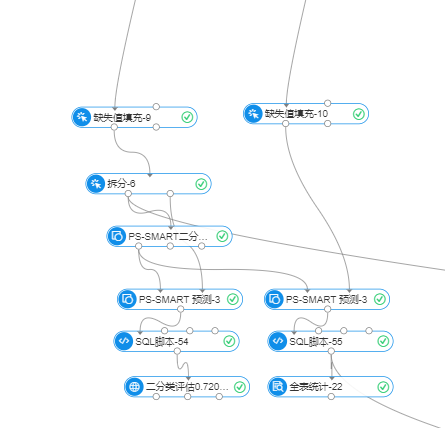 缺失值填充-9
缺失值填充-10
拆分-6
PS-SMART二分...
PS-SMART 预测-3
PS-SMART 预测-3
SQL脚本-54
SQL脚本-55
二分类评估0.720...
全表统计-22